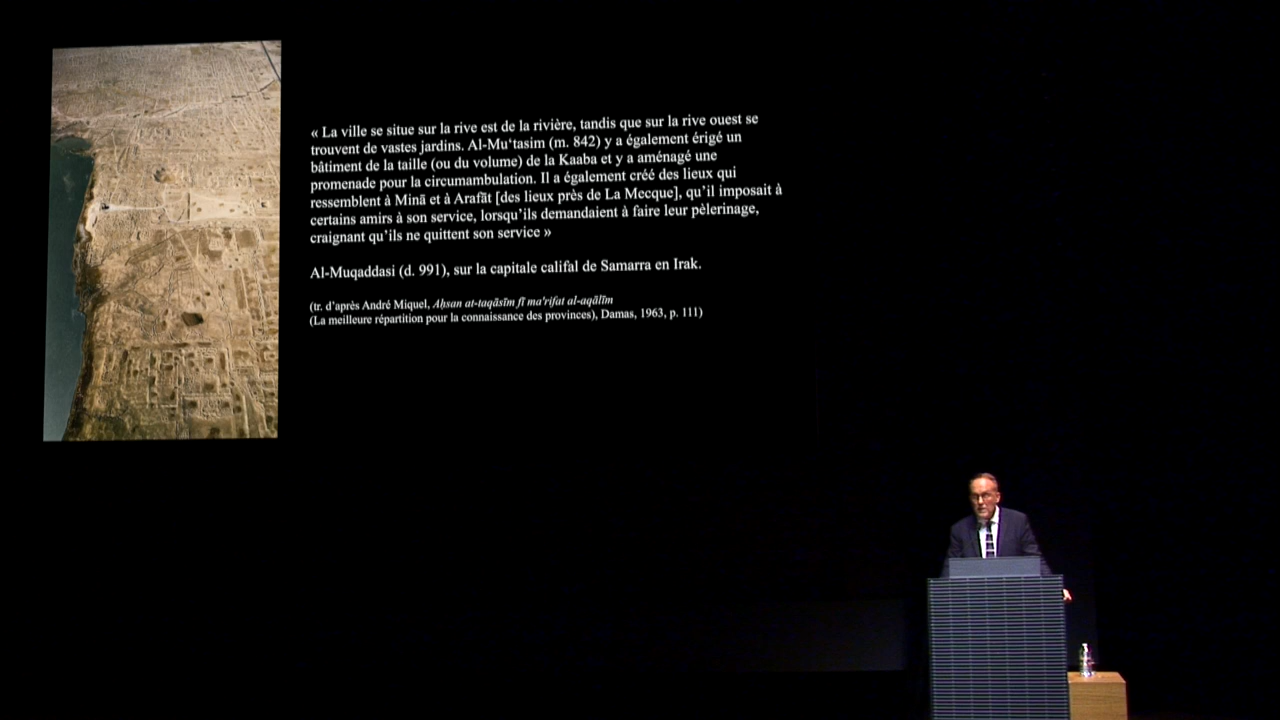 « La ville se situe sur la rive est de la rivière, tandis que sur la rive ouest se
trouvent de vastes jardins. Al-Mu‘tasim (m. 842) y a également érigé un
bâtiment de la taille (ou du volume) de la Kaaba et y a aménagé une
promenade pour la circumambulation. Il a également créé des lieux qui
ressemblent à Minā et à Arafāt [des lieux près de La Mecque], qu’il imposait à
certains amirs à son service, lorsqu’ils demandaient à faire leur pèlerinage,
craignant qu’ils ne quittent son service »
Al-Muqaddasi (d. 991), sur la capitale califal de Samarra en Irak.
(tr. d’après André Miquel, Aḥsan at-taqāsīm fī ma’rifat al-aqālīm
(La meilleure répartition pour la connaissance des provinces), Damas, 1963, p. 111)